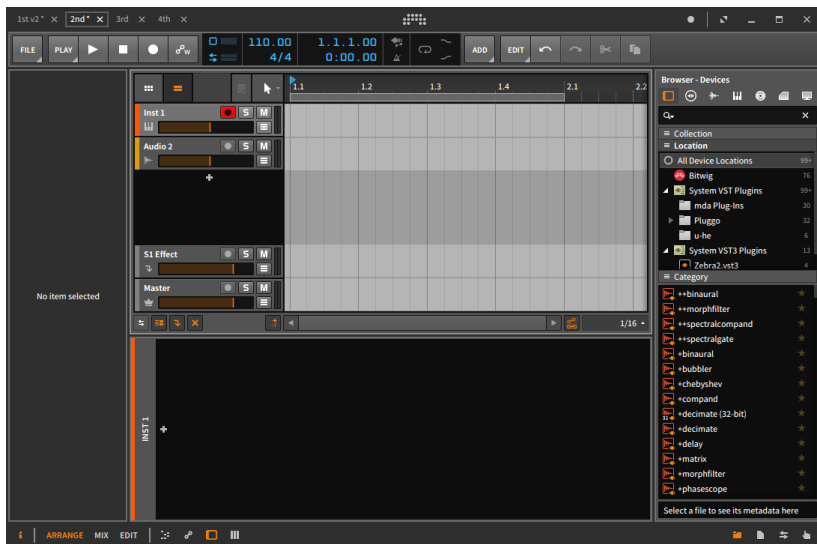 1st v2 *
2nd *
3rd
4th
FILE
PLAY
110.00
4/4
1.1.1.00
0:00.00
ADD
EDIT
No item selected
1.1
1.2
1.3
1.4
2.1
2.2
Inst 1
S
M
Audio 2
S
M
S1 Effect
S
M
Master
S
M
1/16
INST 1
Browser - Devices
Collection
Location
All Device Locations 99+
Bitwig 76
System VST Plugins 99+
mda Plug-Ins 30
Pluggo 32
u-he 6
System VST3 Plugins 13
Zebra2.vst3 4
Category
++binaural
++morphfilter
++spectralcompand
++spectralgate
+binaural
+bubbler
+chebyshev
+compand
+decimate (32-bit)
+decimate
+delay
+matrix
+morphfilter
+phasescope
Select a file to see its metadata here
i
ARRANGE
MIX
EDIT